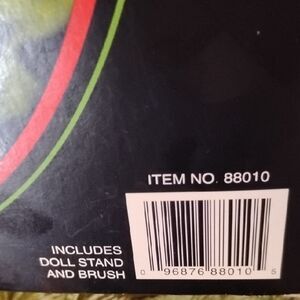 ITEM NO. 88010
INCLUDES
DOLL STAND
AND BRUSH
0 96876 88010 5